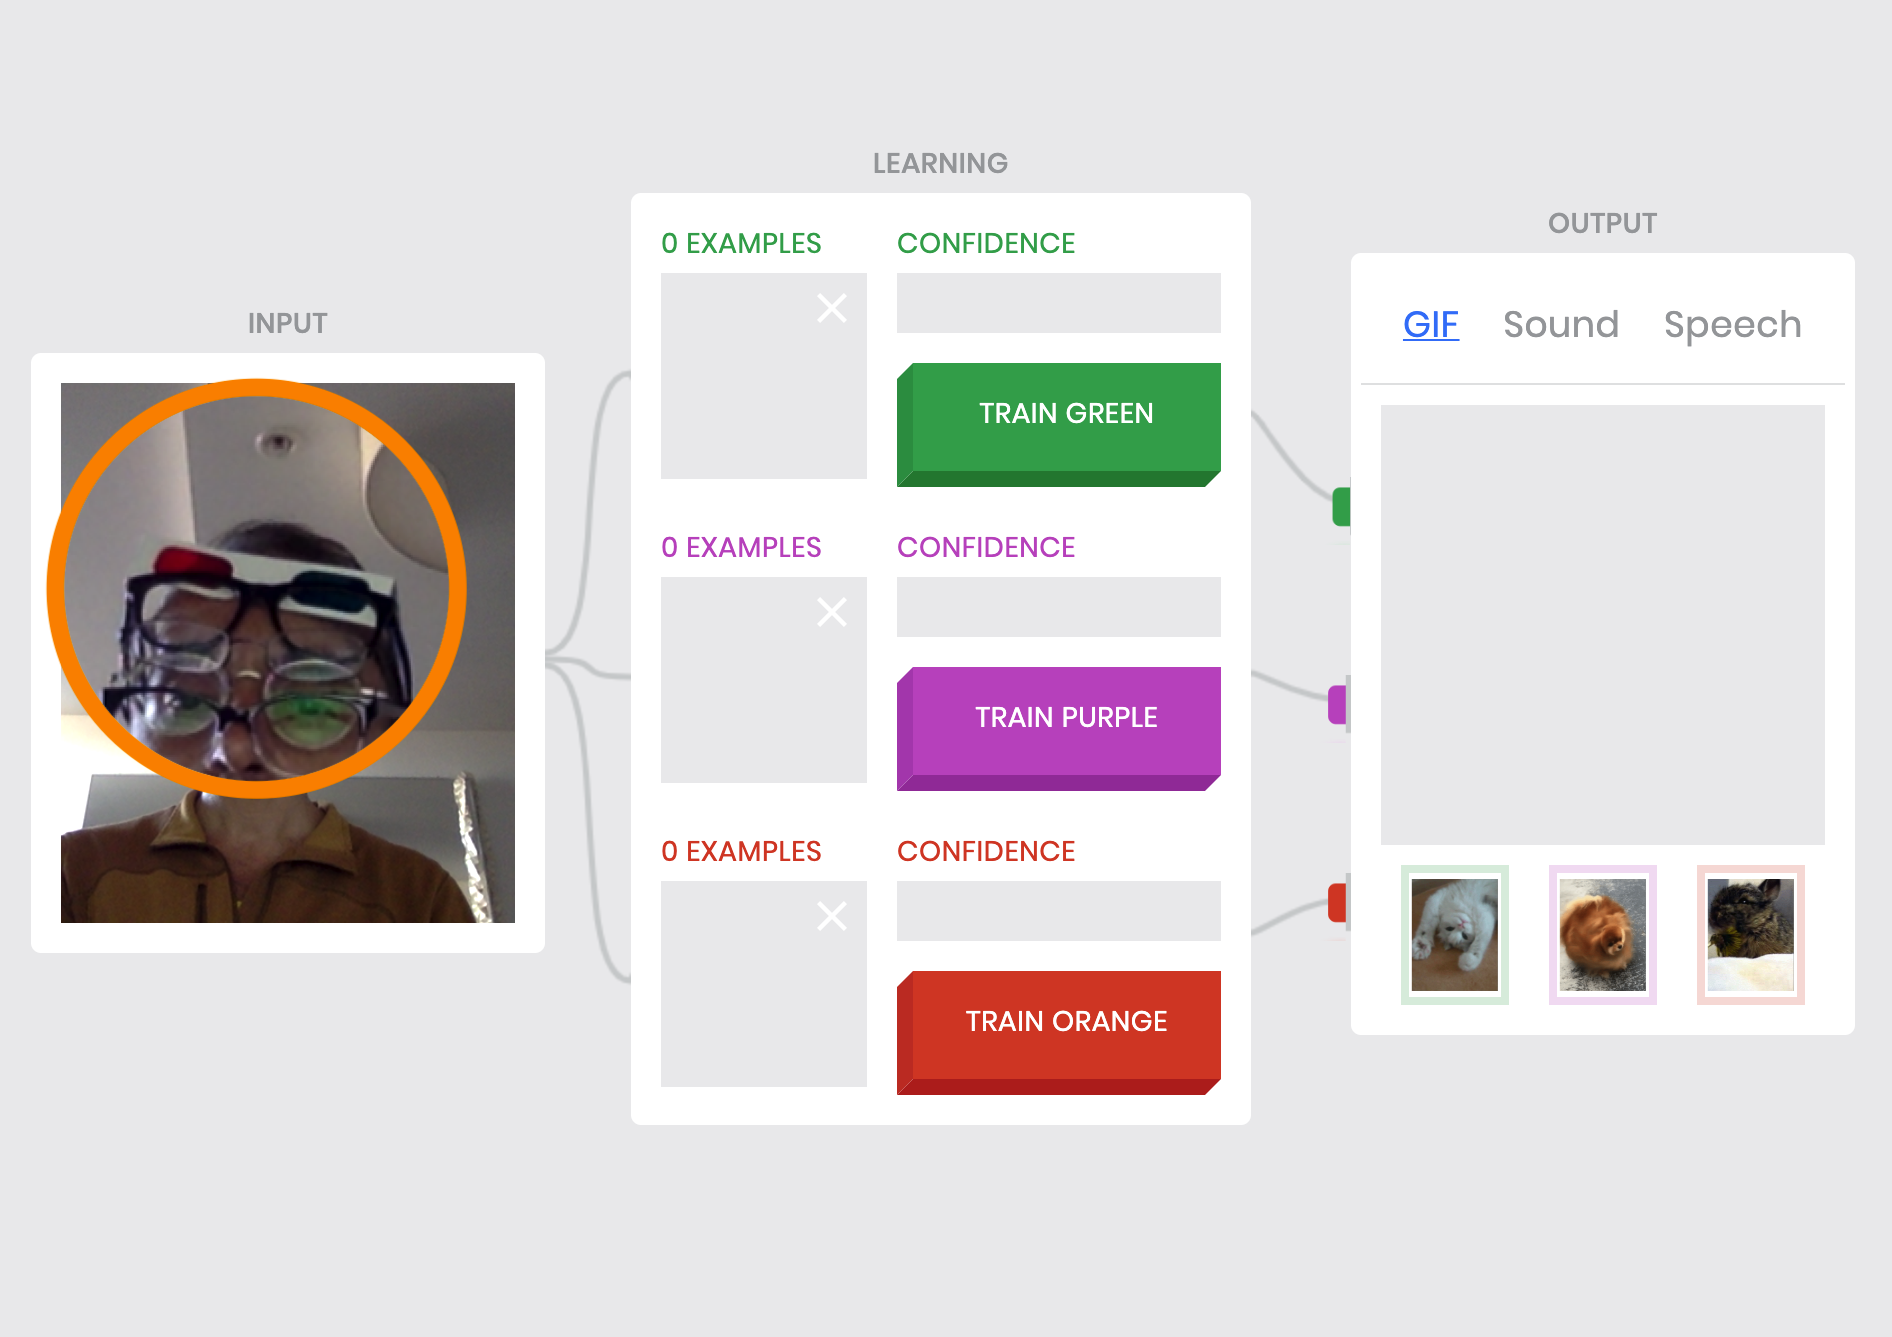 INPUT
LEARNING
0 EXAMPLES
CONFIDENCE
TRAIN GREEN
0 EXAMPLES
CONFIDENCE
TRAIN PURPLE
0 EXAMPLES
CONFIDENCE
TRAIN ORANGE
OUTPUT
GIF Sound Speech